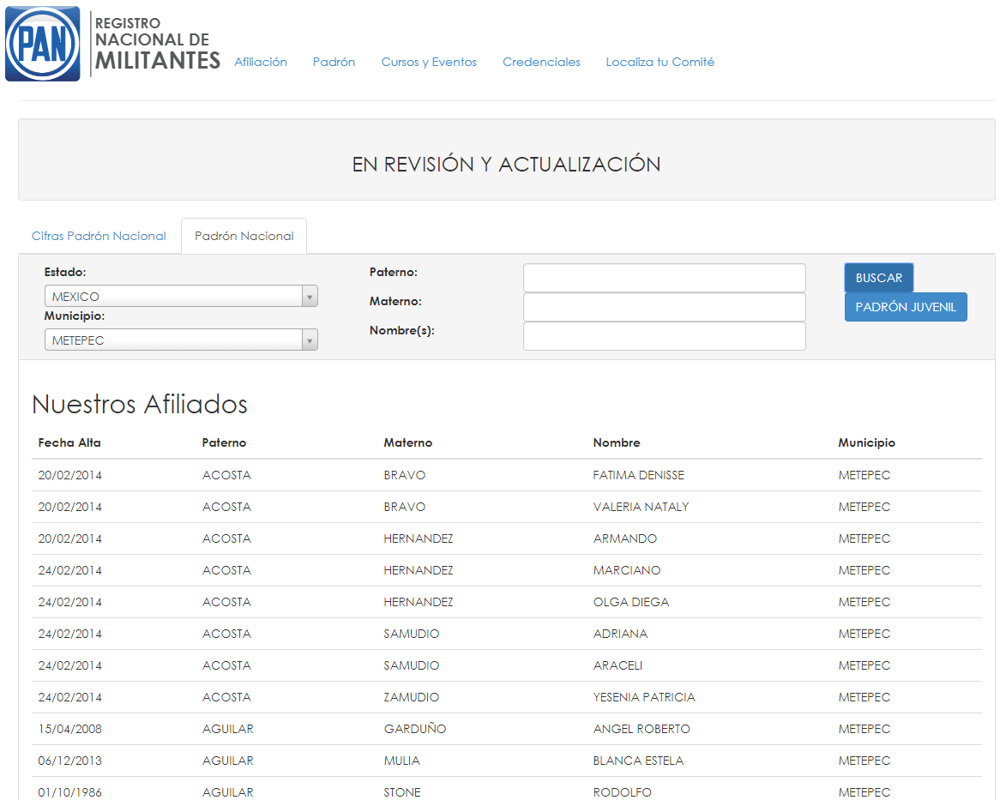 PAN
REGISTRO
NACIONAL DE
MILITANTES
Afiliación Padrón Cursos y Eventos Credenciales Localiza tu Comité
EN REVISIÓN Y ACTUALIZACIÓN
Cifras Padrón Nacional Padrón Nacional
Estado:
MEXICO
Municipio:
METEPEC
Paterno:
Materno:
Nombre(s):
BUSCAR
PADRÓN JUVENIL
Nuestros Afiliados
Fecha Alta Paterno Materno Nombre Municipio
20/02/2014 ACOSTA BRAVO FATIMA DENISSE METEPEC
20/02/2014 ACOSTA BRAVO VALERIA NATALY METEPEC
20/02/2014 ACOSTA HERNANDEZ ARMANDO METEPEC
24/02/2014 ACOSTA HERNANDEZ MARCIANO METEPEC
24/02/2014 ACOSTA HERNANDEZ OLGA DIEGA METEPEC
24/02/2014 ACOSTA SAMUDIO ADRIANA METEPEC
24/02/2014 ACOSTA SAMUDIO ARACELI METEPEC
24/02/2014 ACOSTA ZAMUDIO YESENIA PATRICIA METEPEC
15/04/2008 AGUILAR GARDUÑO ANGEL ROBERTO METEPEC
06/12/2013 AGUILAR MULIA BLANCA ESTELA METEPEC
01/10/1986 AGUILAR STONE RODOLFO METEPEC